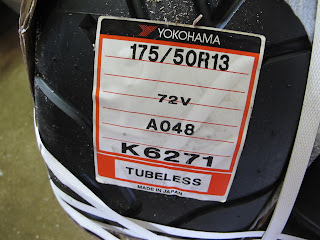 YOKOHAMA
175/50R13
72V
A048
K6271
TUBELESS
MADE IN JAPAN